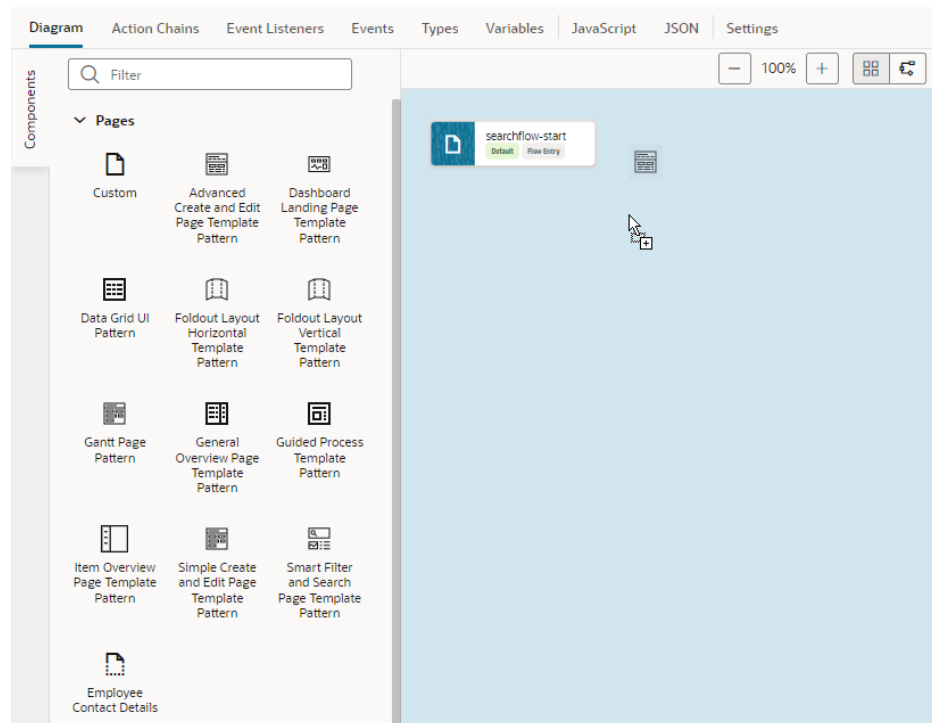 Diagram Action Chains Event Listeners Events Types Variables JavaScript JSON Settings
Components
Filter
100%
Pages
searchflow-start
Default Flow Entry
Custom
Advanced
Create and Edit
Page Template
Pattern
Dashboard
Landing Page
Template
Pattern
Data Grid UI
Pattern
Foldout Layout
Horizontal
Template
Pattern
Foldout Layout
Vertical
Template
Pattern
Gantt Page
Pattern
General
Overview Page
Template
Pattern
Guided Process
Template
Pattern
Item Overview
Page Template
Pattern
Simple Create
and Edit Page
Template
Pattern
Smart Filter
and Search
Page Template
Pattern
Employee
Contact Details